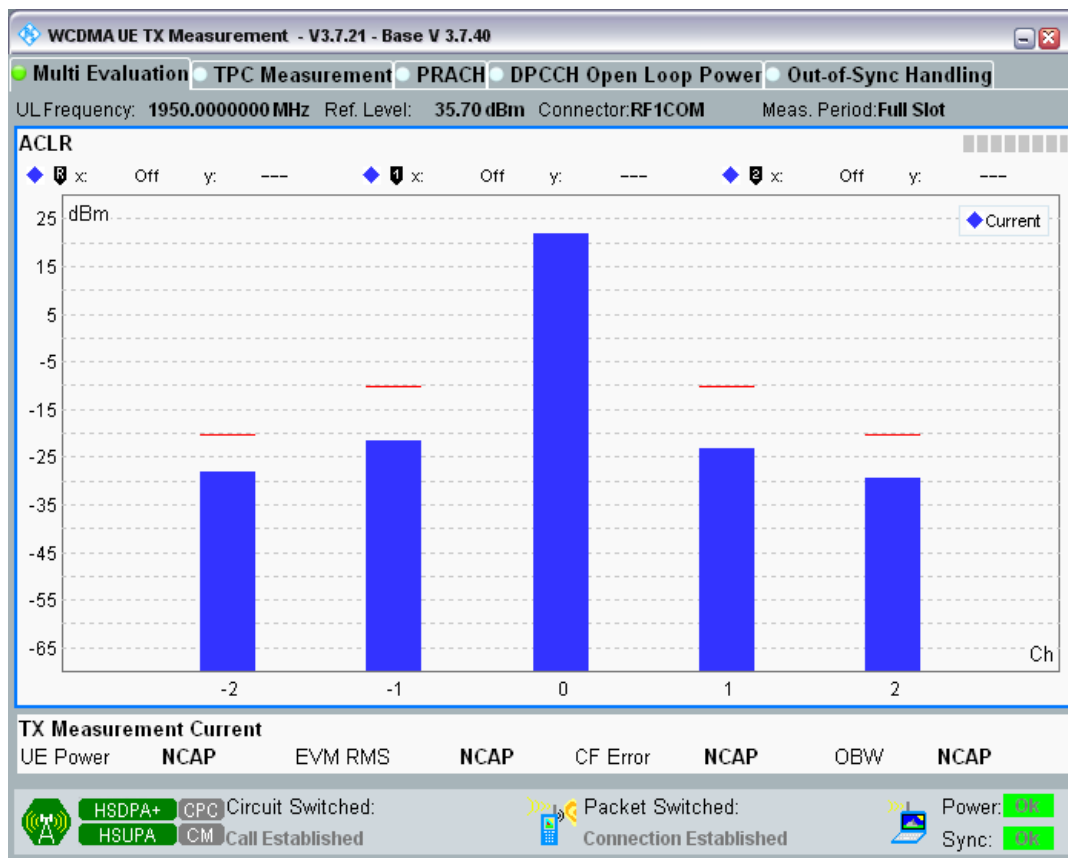 WCDMA UE TX Measurement - V3.7.21 - Base V 3.7.40
Multi Evaluation TPC Measurement PRACH DPCCH Open Loop Power Out-of-Sync Handling
UL Frequency: 1950.0000000 MHz Ref. Level: 35.70 dBm Connector:RF1COM Meas. Period:Full Slot
ACLR
R x: Off y: --- 1 x: Off y: --- 2 x: Off y: ---
dBm
Current
25
15
5
-5
-15
-25
-35
-45
-55
-65
Ch
-2 -1 0 1 2
TX Measurement Current
UE Power NCAP EVM RMS NCAP CF Error NCAP OBW NCAP
HSDPA+ CPC Circuit Switched: Packet Switched: Power: OK
HSUPA CM Call Established Connection Established Sync: OK